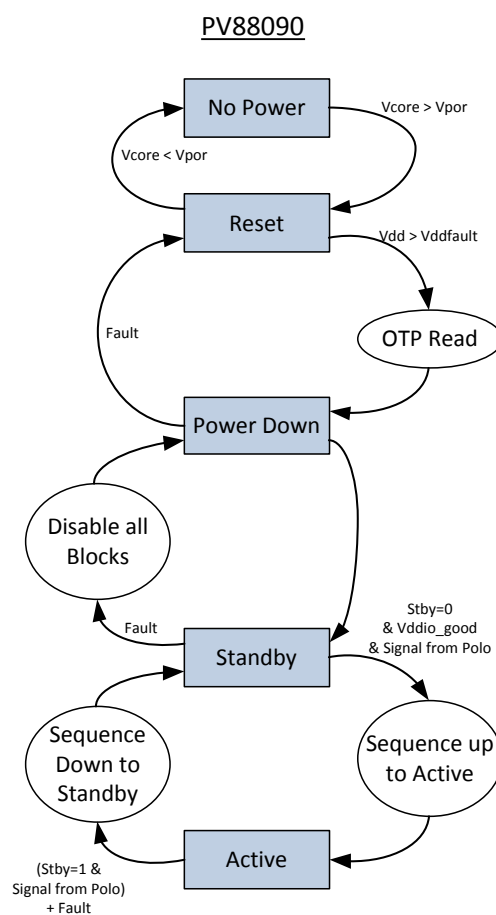 PV88090
No Power
Vcore > Vpor
Vcore < Vpor
Reset
Vdd > Vddfault
OTP Read
Fault
Power Down
Disable all
Blocks
Fault
Stby=0
& Vddio_good
& Signal from Polo
Standby
Sequence
Down to
Standby
Sequence up
to Active
Active
(Stby=1 &
Signal from Polo)
+ Fault